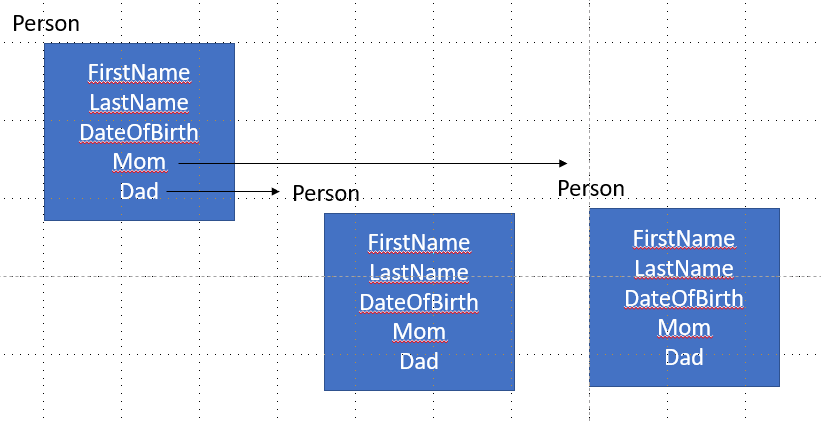 Person
FirstName
LastName
DateOfBirth
Mom
Dad
Person
FirstName
LastName
DateOfBirth
Mom
Dad
Person
FirstName
LastName
DateOfBirth
Mom
Dad